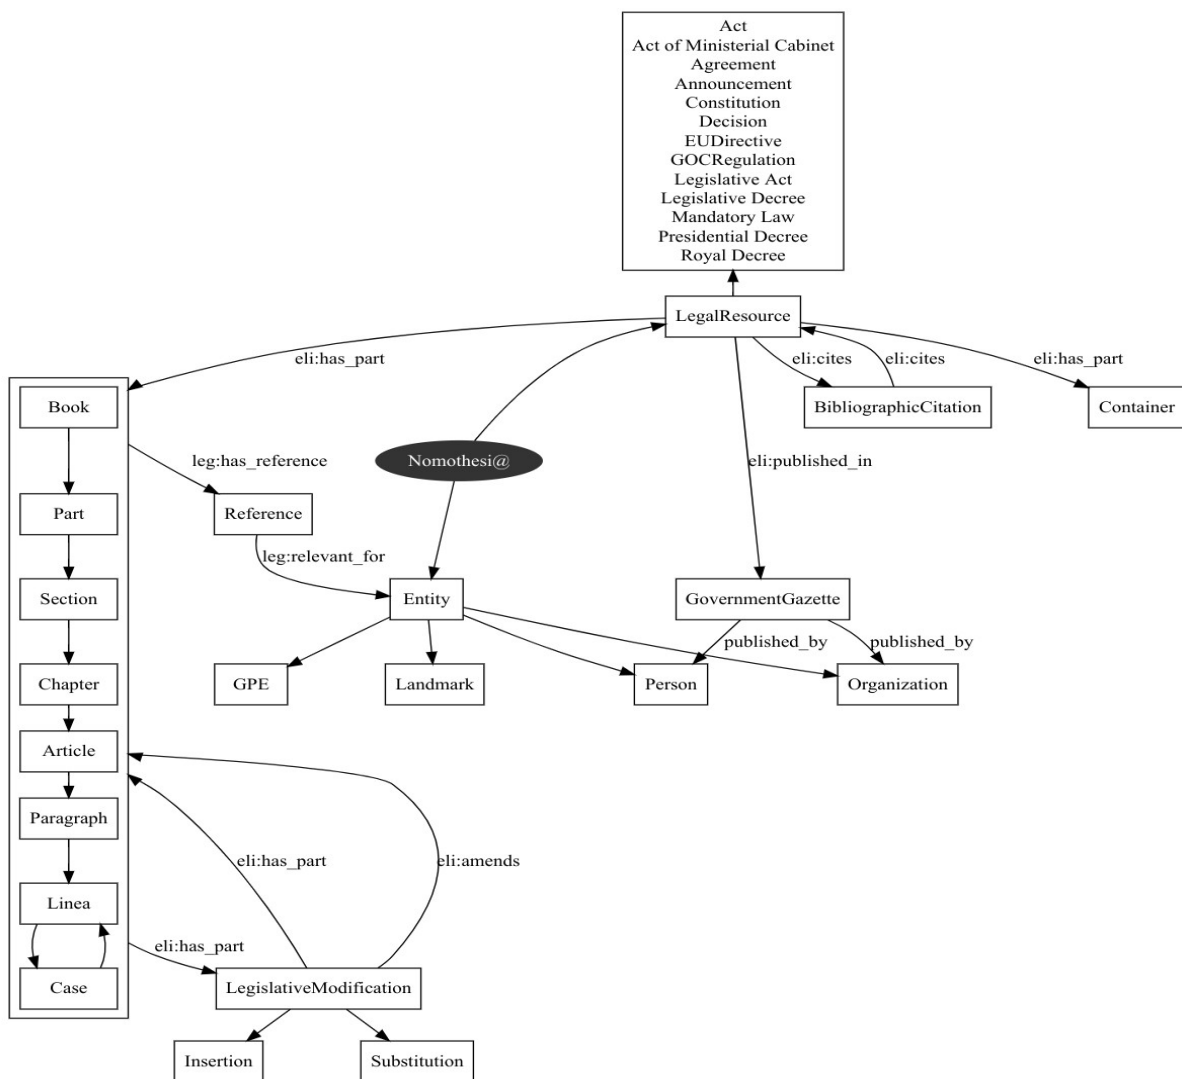 Act
Act of Ministerial Cabinet
Agreement
Announcement
Constitution
Decision
EUDirective
GOCRegulation
Legislative Act
Legislative Decree
Mandatory Law
Presidential Decree
Royal Decree
LegalResource
eli:has_part
eli:cites
eli:cites
eli:has_part
Book
BibliographicCitation
Container
leg:has_reference
Nomothesi@
eli:published_in
Part
Reference
leg:relevant_for
Section
Entity
GovernmentGazette
published_by
published_by
Chapter
GPE
Landmark
Person
Organization
Article
Paragraph
eli:has_part
eli:amends
Linea
eli:has_part
Case
LegislativeModification
Insertion
Substitution